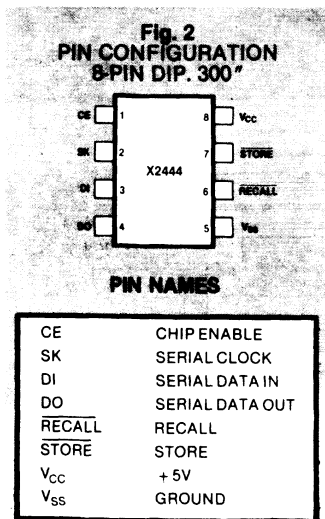 Fig. 2
PIN CONFIGURATION
8-PIN DIP. 300"
CE 1 8 VCC
SK 2 7 STORE
X2444
DI 3 6 RECALL
DO 4 5 VSS
PIN NAMES
CE CHIP ENABLE
SK SERIAL CLOCK
DI SERIAL DATA IN
DO SERIAL DATA OUT
RECALL RECALL
STORE STORE
VCC +5V
VSS GROUND